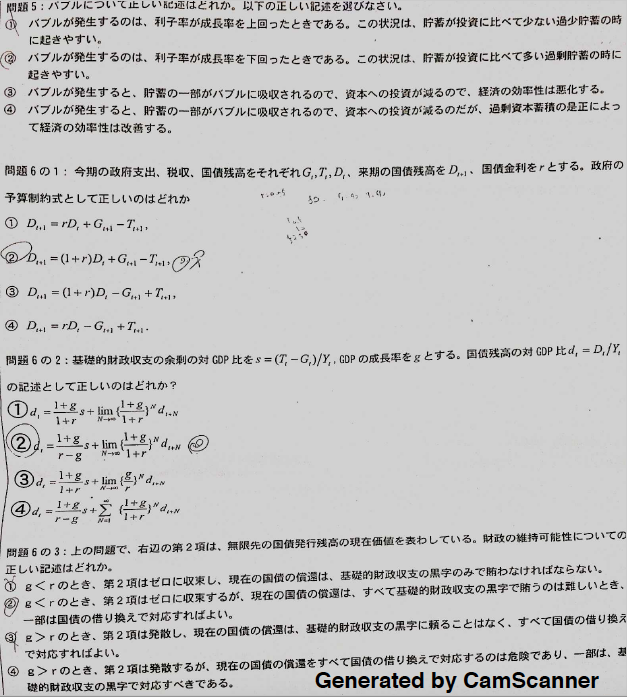 問題5:バブルについて正しい記述はどれか。以下の正しい記述を選びなさい。
① バブルが発生するのは、利子率が成長率を上回ったときである。この状況は、貯蓄が投資に比べて少ない過少貯蓄の時
に起きやすい。
② バブルが発生するのは、利子率が成長率を下回ったときである。この状況は、貯蓄が投資に比べて多い過剰貯蓄の時に
起きやすい。
③ バブルが発生すると、貯蓄の一部がバブルに吸収されるので、資本への投資が減るので、経済の効率性は悪化する。
④ バブルが発生すると、貯蓄の一部がバブルに吸収されるので、資本への投資が減るのだが、過剰資本蓄積の是正によっ
て経済の効率性は改善する。
問題6の1:今期の政府支出、税収、国債残高をそれぞれG_t,T_t,D_t、来期の国債残高をD_{t+1}、国債金利をrとする。政府の
予算制約式として正しいのはどれか
① D_{t+1} = rD_t + G_{t+1} − T_{t+1},
② D_{t+1} = (1+r)D_t + G_{t+1} − T_{t+1},
③ D_{t+1} = (1+r)D_t − G_{t+1} + T_{t+1},
④ D_{t+1} = rD_t − G_{t+1} + T_{t+1}.
問題6の2:基礎的財政収支の余剰の対GDP比をs=(T_t−G_t)/Y_t, GDPの成長率をgとする。国債残高の対GDP比d_t=D_t/Y_t
の記述として正しいのはどれか?
① d_t = \frac{1+g}{1+r} s + \lim_{N→∞} {\frac{1+g}{1+r}}^N d_{t+N}
② d_t = \frac{1+g}{r−g} s + \lim_{N→∞} {\frac{1+g}{1+r}}^N d_{t+N}
③ d_t = \frac{1+g}{1+r} s + \lim_{N→∞} {\frac{g}{r}}^N d_{t+N}
④ d_t = \frac{1+g}{r−g} s + \sum_{N=1}^{∞} {\frac{1+g}{1+r}}^N d_{t+N}
問題6の3:上の問題で、右辺の第2項は、無限先の国債発行残高の現在価値を表わしている。財政の維持可能性についての
正しい記述はどれか。
① g<rのとき、第2項はゼロに収束し、現在の国債の償還は、基礎的財政収支の黒字のみで賄わなければならない。
② g<rのとき、第2項はゼロに収束するが、現在の国債の償還は、すべて基礎的財政収支の黒字で賄うのは難しいとき、
一部は国債の借り換えで対応すればよい。
③ g>rのとき、第2項は発散し、現在の国債の償還は、基礎的財政収支の黒字に頼ることはなく、すべて国債の借り換え
で対応すればよい。
④ g>rのとき、第2項は発散するが、現在の国債の償還をすべて国債の借り換えで対応するのは危険であり、一部は、基
礎的財政収支の黒字で対応すべきである。
Generated by CamScanner